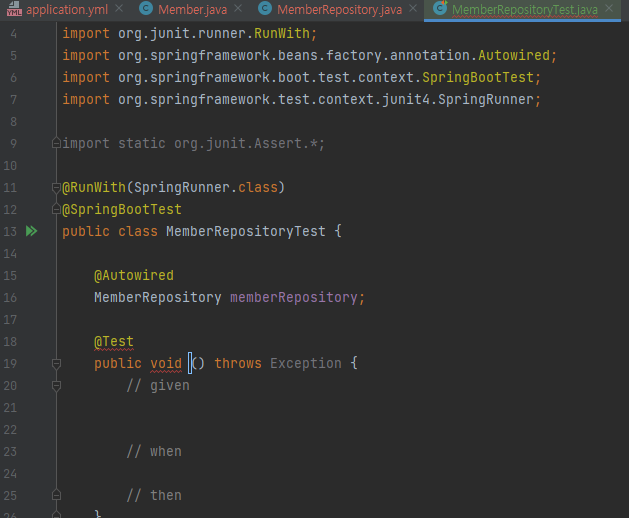 application.yml Member.java MemberRepository.java MemberRepositoryTest.java
4 import org.junit.runner.RunWith;
5 import org.springframework.beans.factory.annotation.Autowired;
6 import org.springframework.boot.test.context.SpringBootTest;
7 import org.springframework.test.context.junit4.SpringRunner;
8
9 import static org.junit.Assert.*;
10
11 @RunWith(SpringRunner.class)
12 @SpringBootTest
13 public class MemberRepositoryTest {
14
15 @Autowired
16 MemberRepository memberRepository;
17
18 @Test
19 public void () throws Exception {
20 // given
21
22
23 // when
24
25 // then
26 }